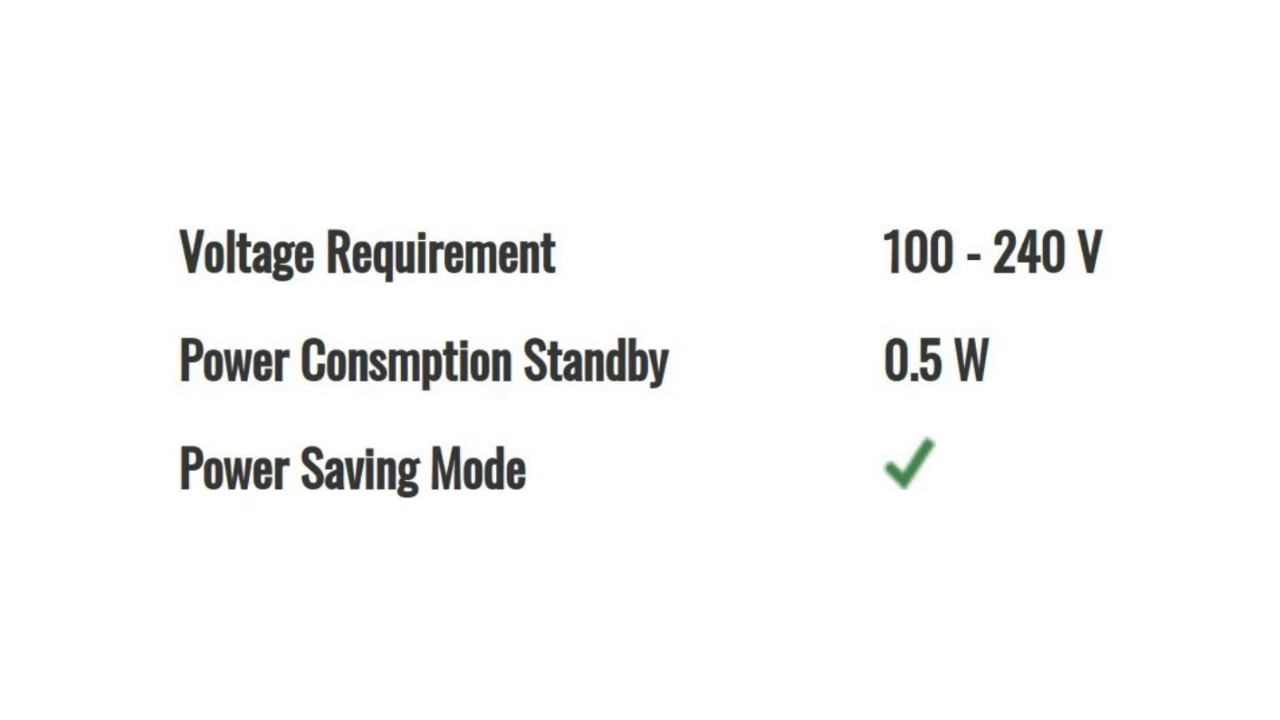 Voltage Requirement 100 - 240 V
Power Consmption Standby 0.5 W
Power Saving Mode ✓